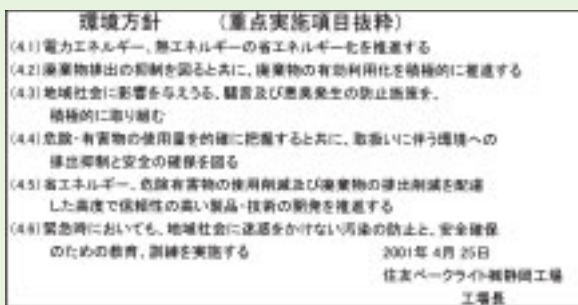 環境方針　（重点実施項目抜粋）
(4.1) 電力エネルギー、熱エネルギーの省エネルギー化を推進する
(4.2) 廃棄物排出の抑制を図ると共に、廃棄物の有効利用化を積極的に推進する
(4.3) 地域社会に影響を与えうる、騒音及び悪臭発生の防止施策を、
積極的に取り組む
(4.4) 危険・有害物の使用量を的確に把握すると共に、取扱いに伴う環境への
排出抑制と安全の確保を図る
(4.5) 省エネルギー、危険有害物の使用削減及び廃棄物の排出削減を配慮
した高度で信頼性の高い製品・技術の開発を推進する
(4.6) 緊急時においても、地域社会に迷惑をかけない汚染の防止と、安全確保
のための教育、訓練を実施する　2001年 4月 25日
住友ベークライト㈱静岡工場
工場長